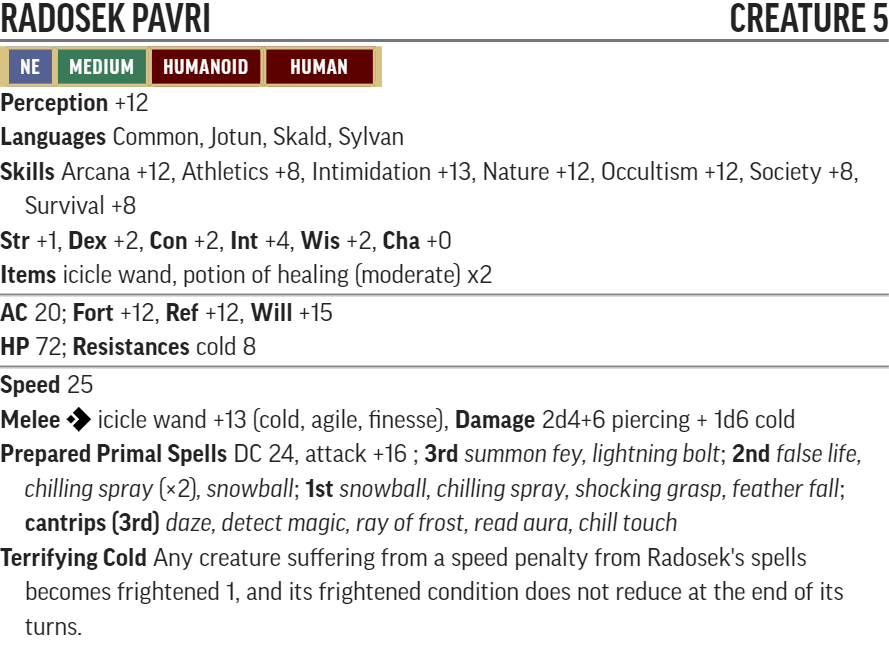 RADOSEK PAVRI CREATURE 5
NE MEDIUM HUMANOID HUMAN
Perception +12
Languages Common, Jotun, Skald, Sylvan
Skills Arcana +12, Athletics +8, Intimidation +13, Nature +12, Occultism +12, Society +8,
Survival +8
Str +1, Dex +2, Con +2, Int +4, Wis +2, Cha +0
Items icicle wand, potion of healing (moderate) x2
AC 20; Fort +12, Ref +12, Will +15
HP 72; Resistances cold 8
Speed 25
Melee icicle wand +13 (cold, agile, finesse), Damage 2d4+6 piercing + 1d6 cold
Prepared Primal Spells DC 24, attack +16 ; 3rd summon fey, lightning bolt; 2nd false life,
chilling spray (×2), snowball; 1st snowball, chilling spray, shocking grasp, feather fall;
cantrips (3rd) daze, detect magic, ray of frost, read aura, chill touch
Terrifying Cold Any creature suffering from a speed penalty from Radosek's spells
becomes frightened 1, and its frightened condition does not reduce at the end of its
turns.